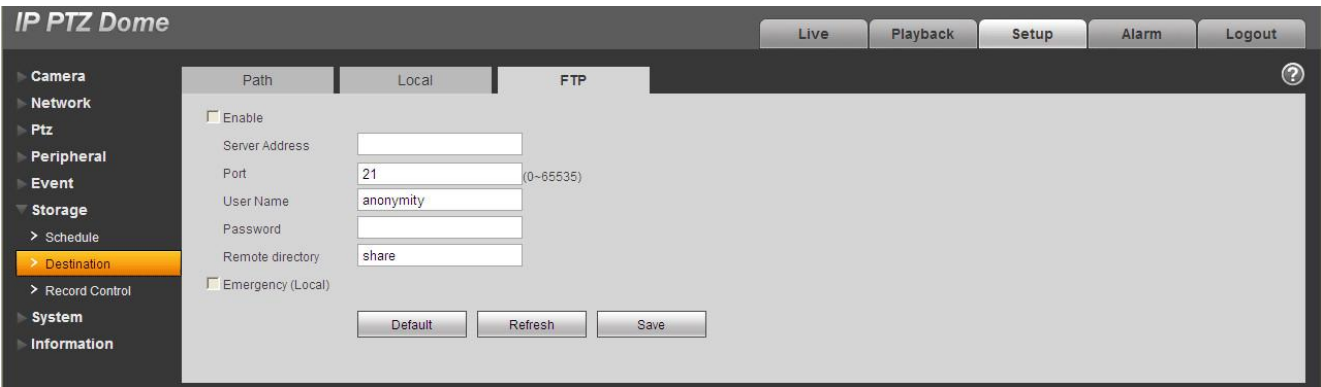 IP PTZ Dome
Live Playback Setup Alarm Logout
Camera
Network
Ptz
Peripheral
Event
Storage
> Schedule
> Destination
> Record Control
System
Information
Path Local FTP
?
Enable
Server Address
Port 21 (0~65535)
User Name anonymity
Password
Remote directory share
Emergency (Local)
Default Refresh Save